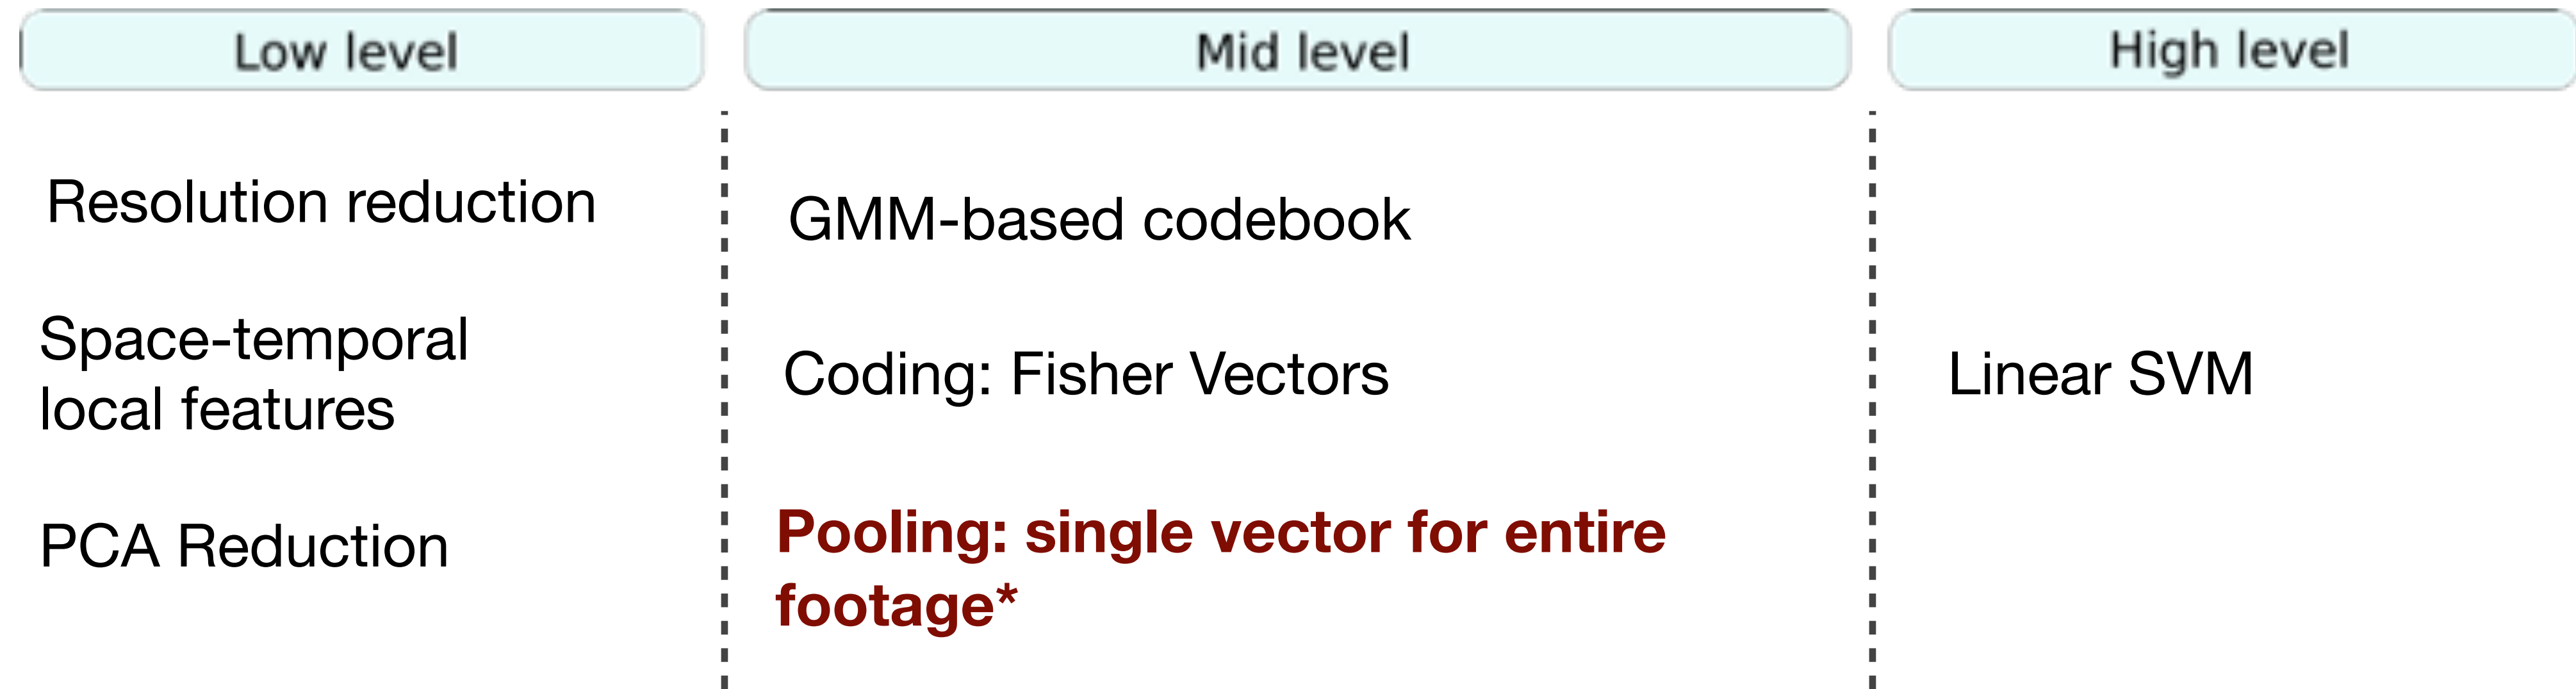 Low level
Resolution reduction
Space-temporal
local features
PCA Reduction
Mid level
GMM-based codebook
Coding: Fisher Vectors
Pooling: single vector for entire
footage*
High level
Linear SVM